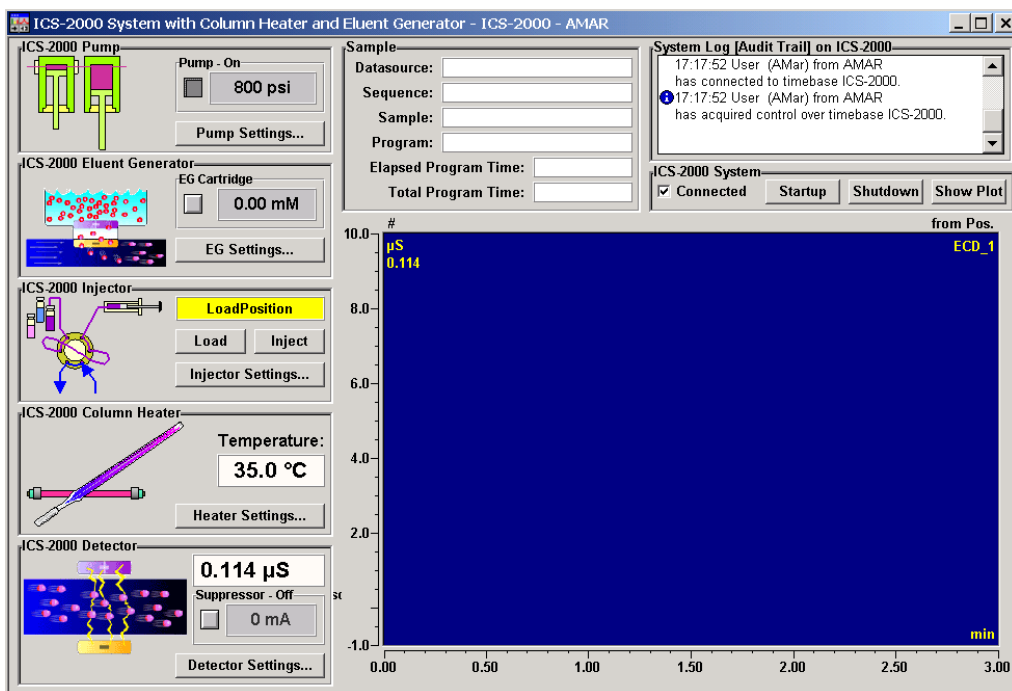 ICS-2000 System with Column Heater and Eluent Generator - ICS-2000 - AMAR
ICS-2000 Pump
Pump - On
800 psi
Pump Settings...
ICS-2000 Eluent Generator
EG Cartridge
0.00 mM
EG Settings...
ICS-2000 Injector
LoadPosition
Load
Inject
Injector Settings...
ICS-2000 Column Heater
Temperature:
35.0 °C
Heater Settings...
ICS-2000 Detector
0.114 µS
Suppressor - Off
0 mA
Detector Settings...
Sample
Datasource:
Sequence:
Sample:
Program:
Elapsed Program Time:
Total Program Time:
System Log [Audit Trail] on ICS-2000
17:17:52 User (AMar) from AMAR
has connected to timebase ICS-2000.
17:17:52 User (AMar) from AMAR
has acquired control over timebase ICS-2000.
ICS-2000 System
Connected
Startup
Shutdown
Show Plot
# from Pos.
µS ECD_1
0.114
10.0
8.0
6.0
4.0
2.0
-1.0
min
0.00 0.50 1.00 1.50 2.00 2.50 3.00